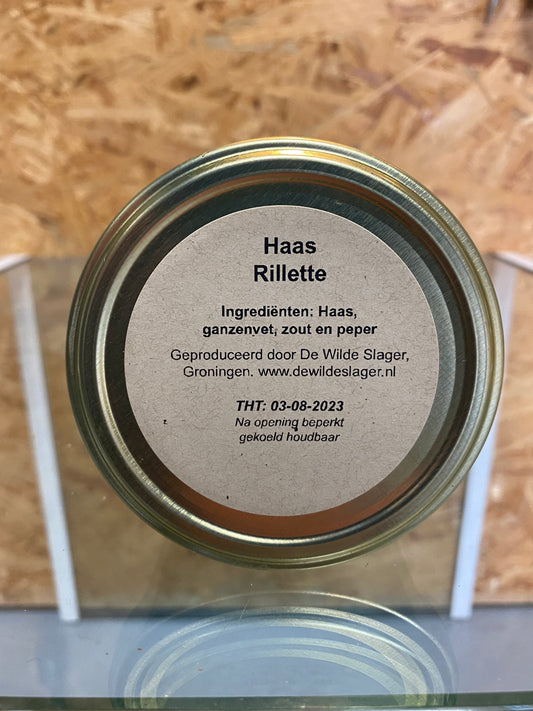 Haas
Rillette
Ingrediënten: Haas,
ganzenvet, zout en peper
Geproduceerd door De Wilde Slager,
Groningen. www.dewildeslager.nl
THT: 03-08-2023
Na opening beperkt
gekoeld houdbaar